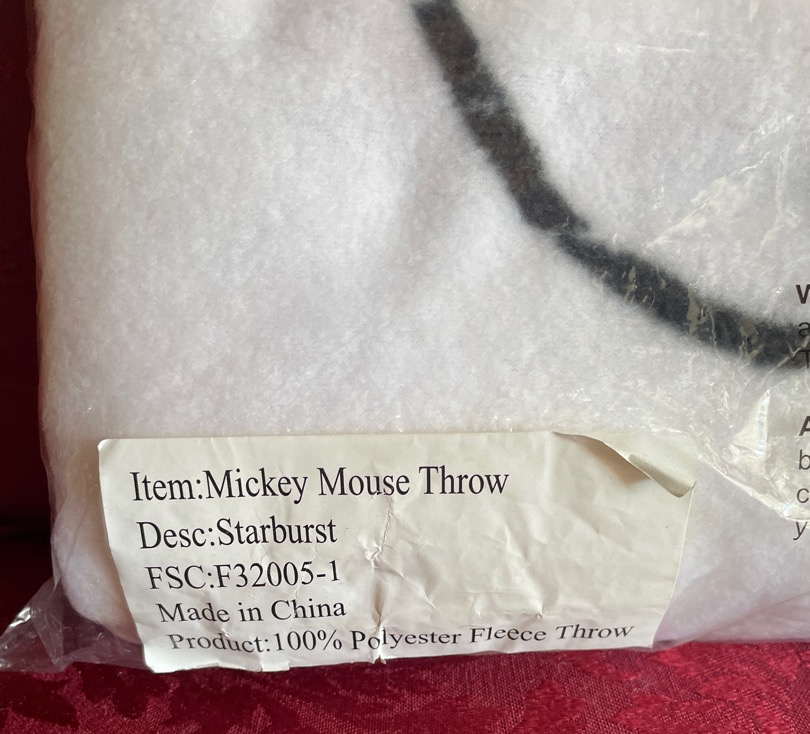 Item:Mickey Mouse Throw
Desc:Starburst
FSC:F32005-1
Made in China
Product:100% Polyester Fleece Throw